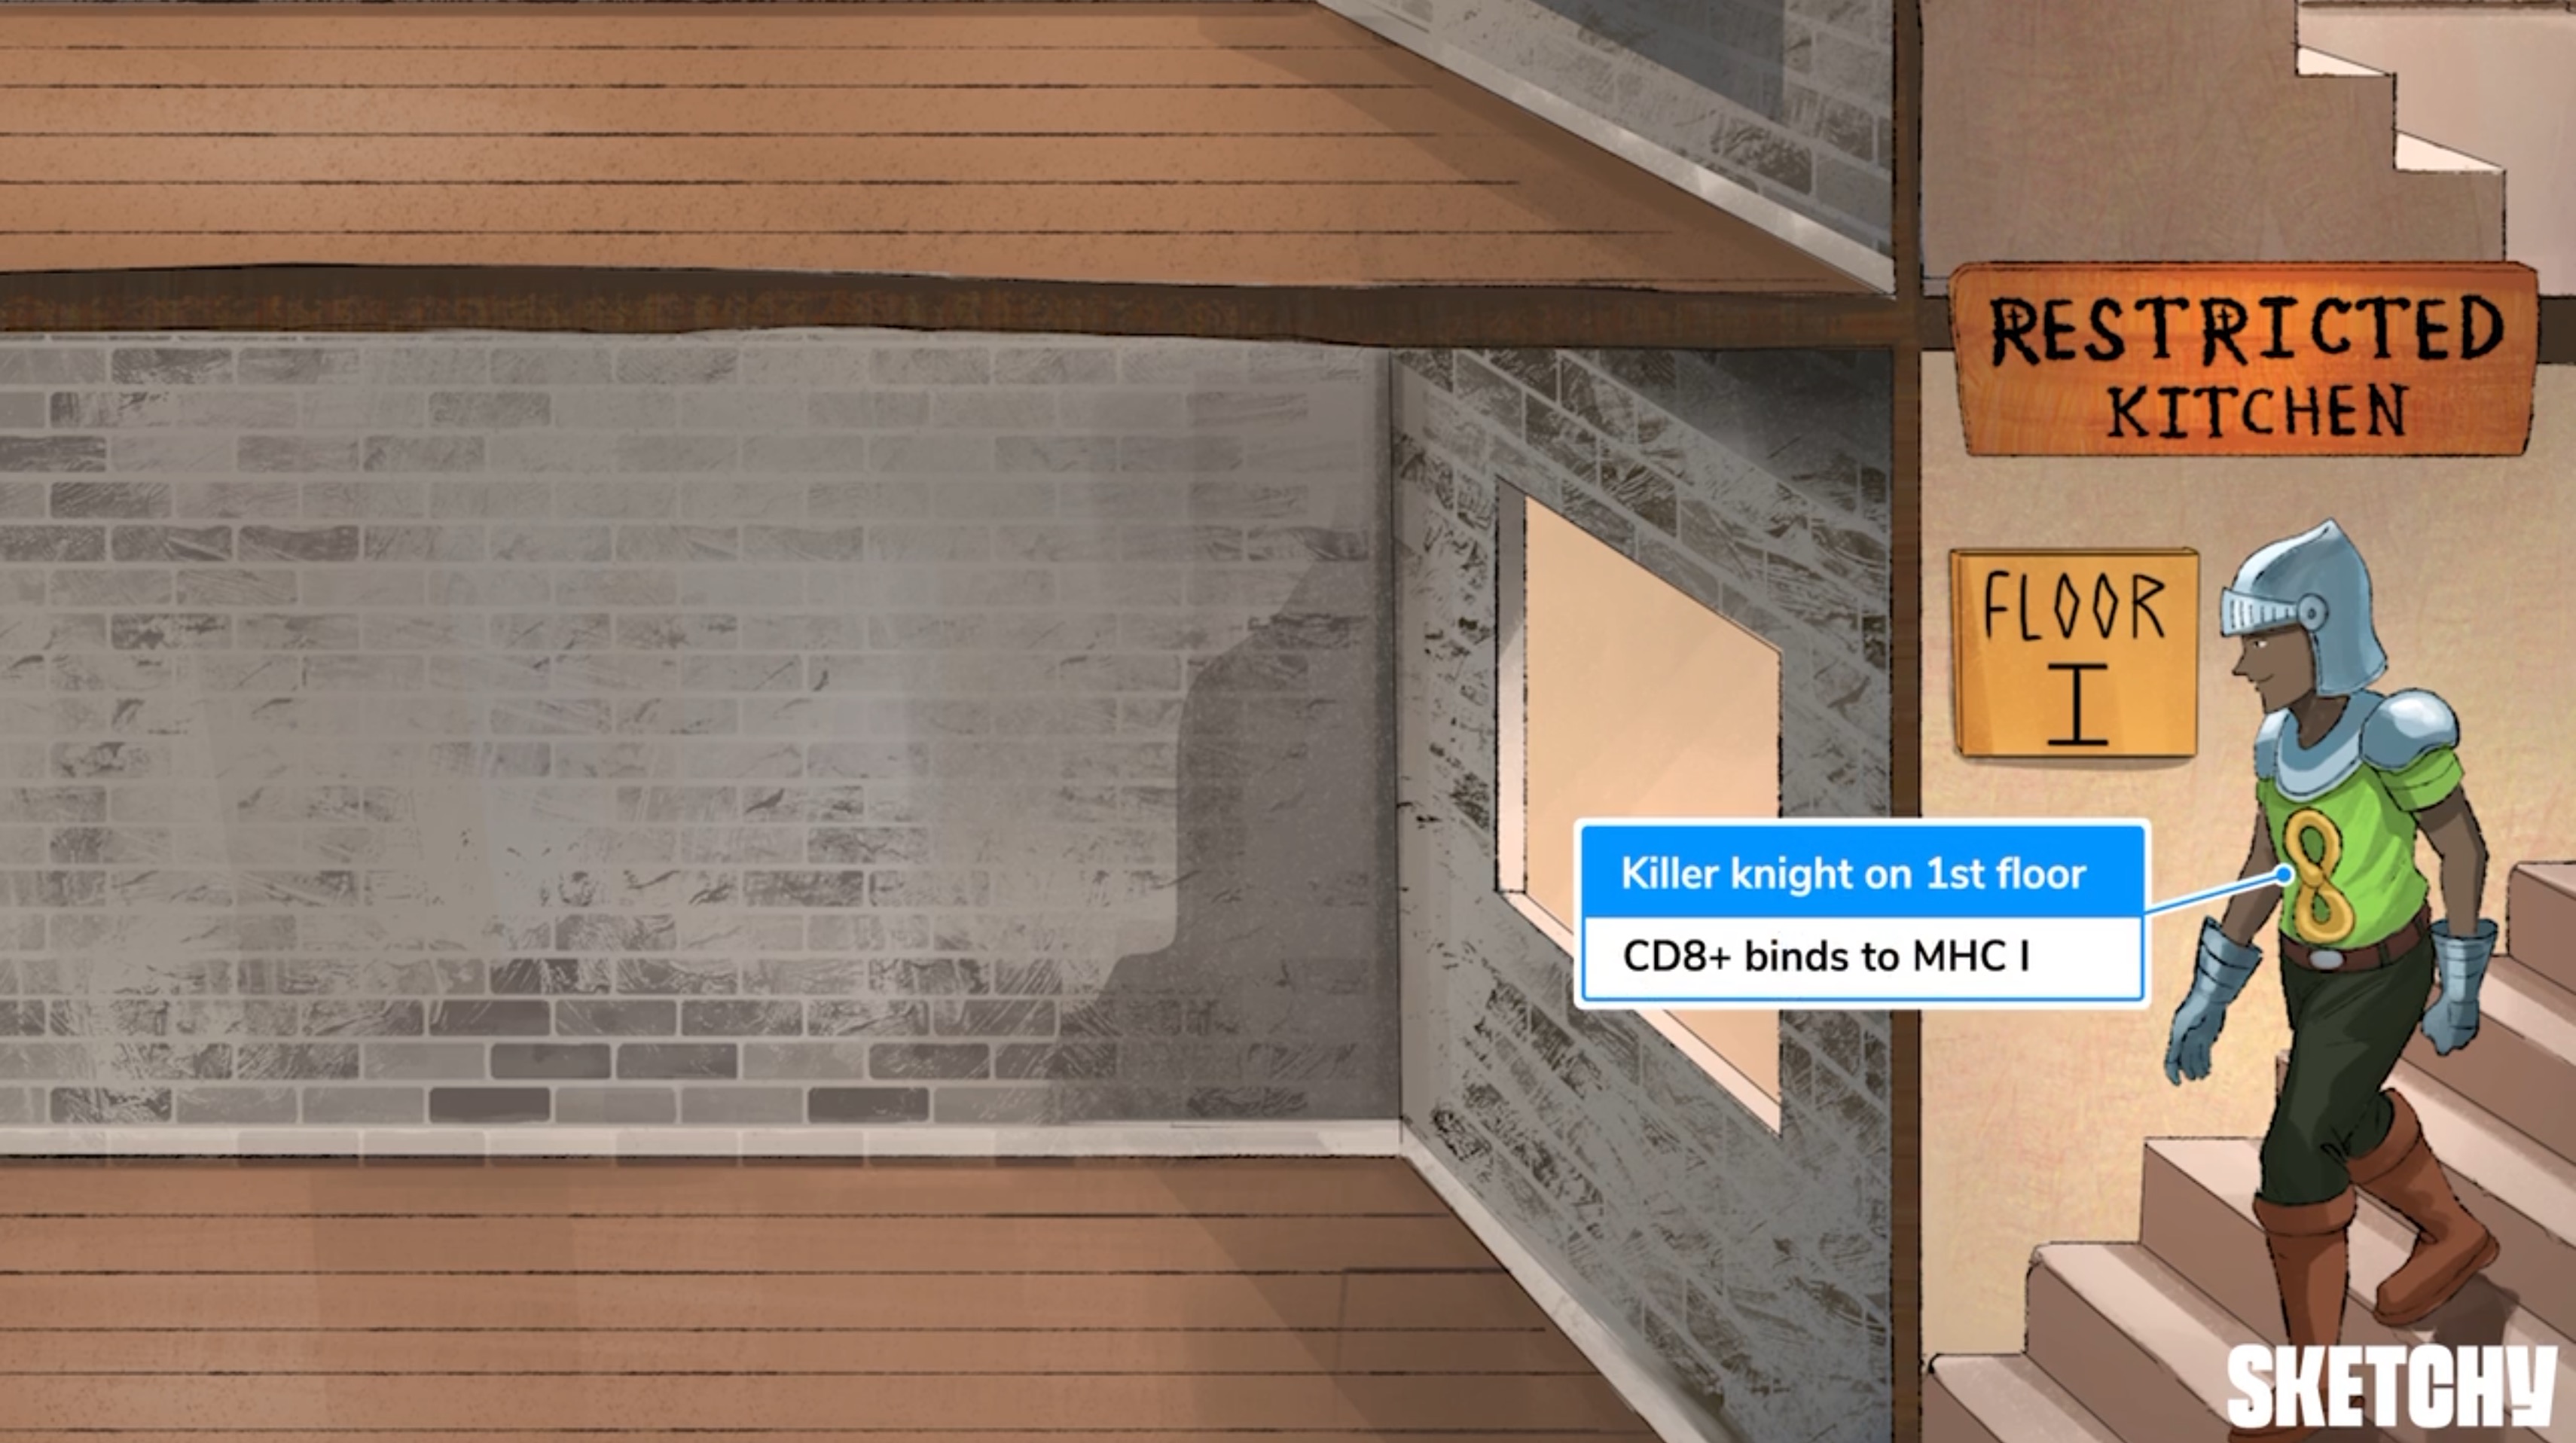 RESTRICTED
KITCHEN
FLOOR
I
8
Killer knight on 1st floor
CD8+ binds to MHC I
SKETCHY